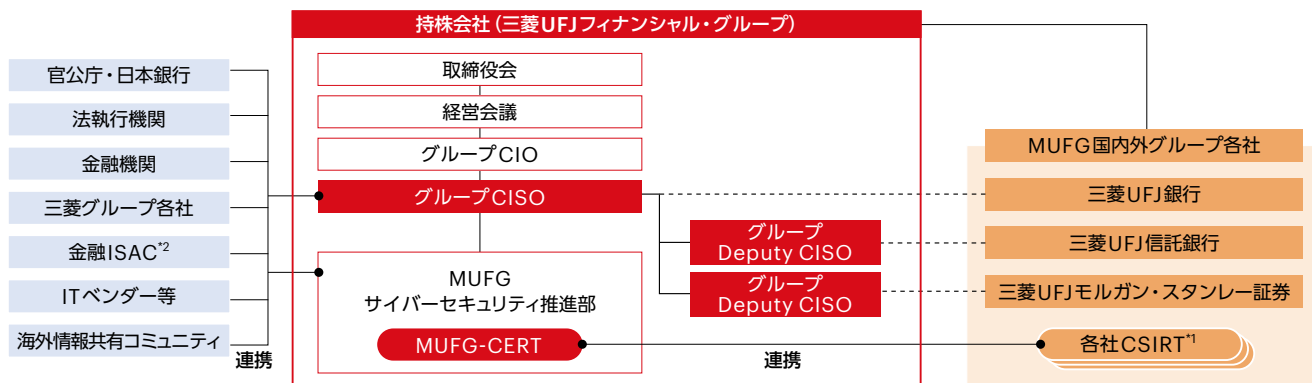 持株会社(三菱UFJフィナンシャル・グループ)
官公庁・日本銀行
法執行機関
金融機関
三菱グループ各社
金融ISAC*2
ITベンダー等
海外情報共有コミュニティ
連携
取締役会
経営会議
グループCIO
グループCISO
MUFG
サイバーセキュリティ推進部
MUFG-CERT
グループ
Deputy CISO
グループ
Deputy CISO
連携
MUFG国内外グループ各社
三菱UFJ銀行
三菱UFJ信託銀行
三菱UFJモルガン・スタンレー証券
各社CSIRT*1